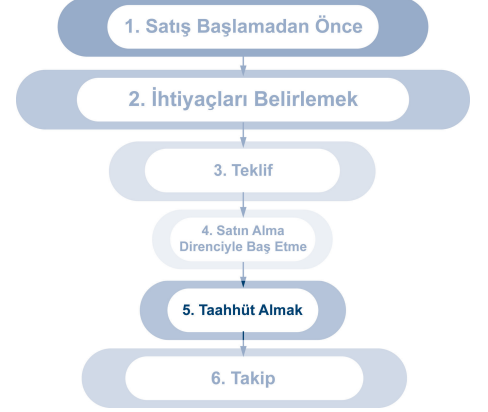 1. Satış Başlamadan Önce
2. İhtiyaçları Belirlemek
3. Teklif
4. Satın Alma
Direnciyle Baş Etme
5. Taahhüt Almak
6. Takip